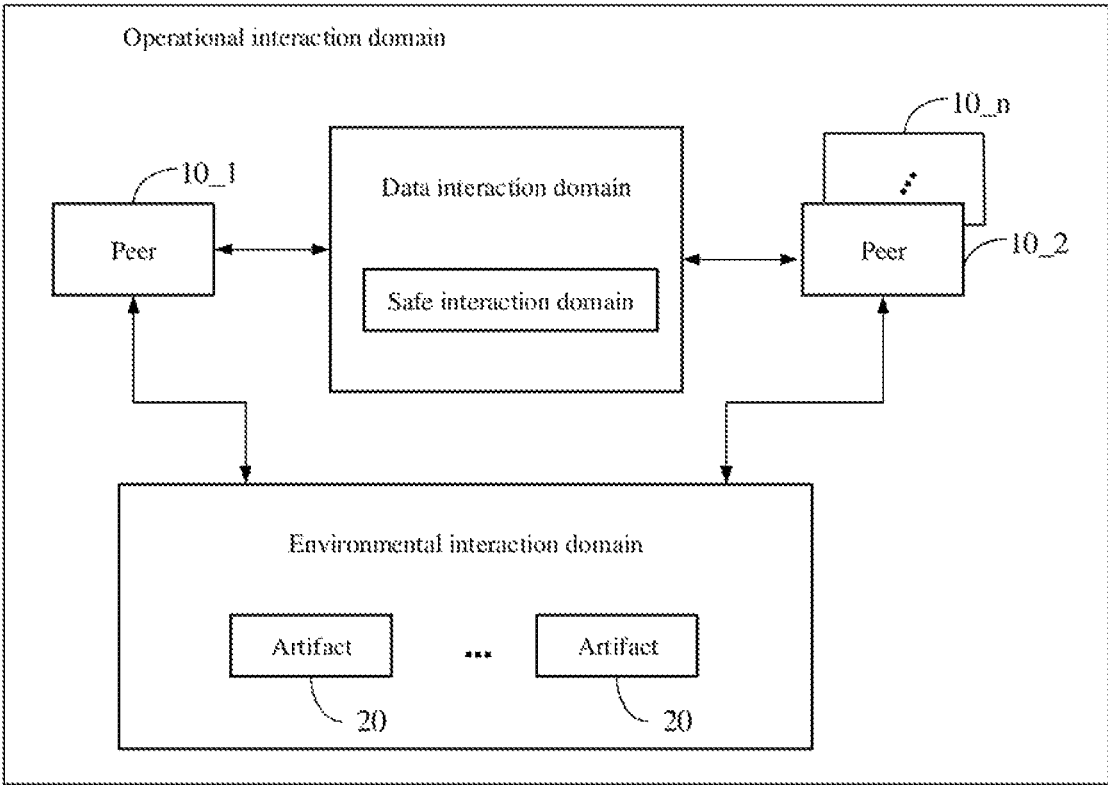 Operational interaction domain
10_n
10_1
Data interaction domain
...
Peer
Peer
10_2
Safe interaction domain
Environmental interaction domain
Artifact
...
Artifact
20
20